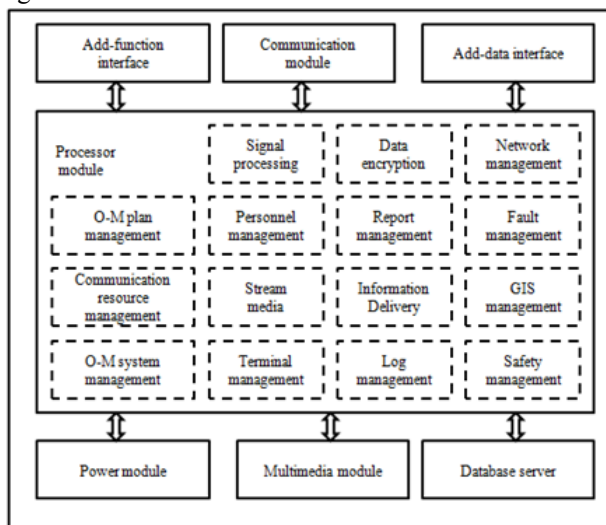 Add-function
interface
Communication
module
Add-data interface
Processor
module
Signal
processing
Data
encryption
Network
management
O-M plan
management
Personnel
management
Report
management
Fault
management
Communication
resource
management
Stream
media
Information
Delivery
GIS
management
O-M system
management
Terminal
management
Log
management
Safety
management
Power module
Multimedia module
Database server